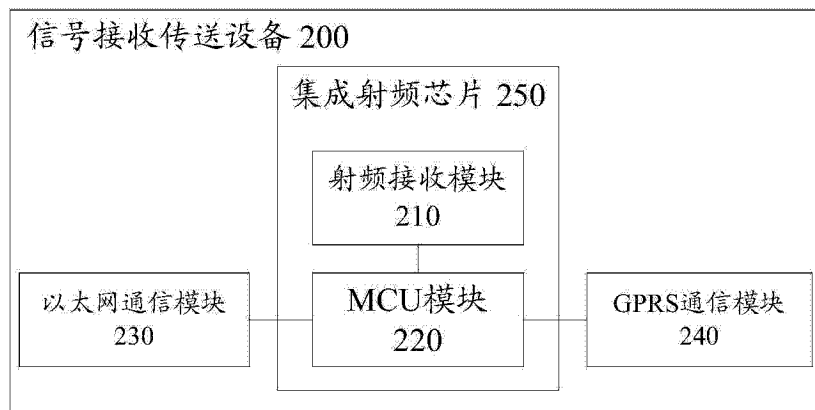 信号接收传送设备 200
集成射频芯片 250
射频接收模块
210
以太网通信模块
230
MCU模块
220
GPRS通信模块
240